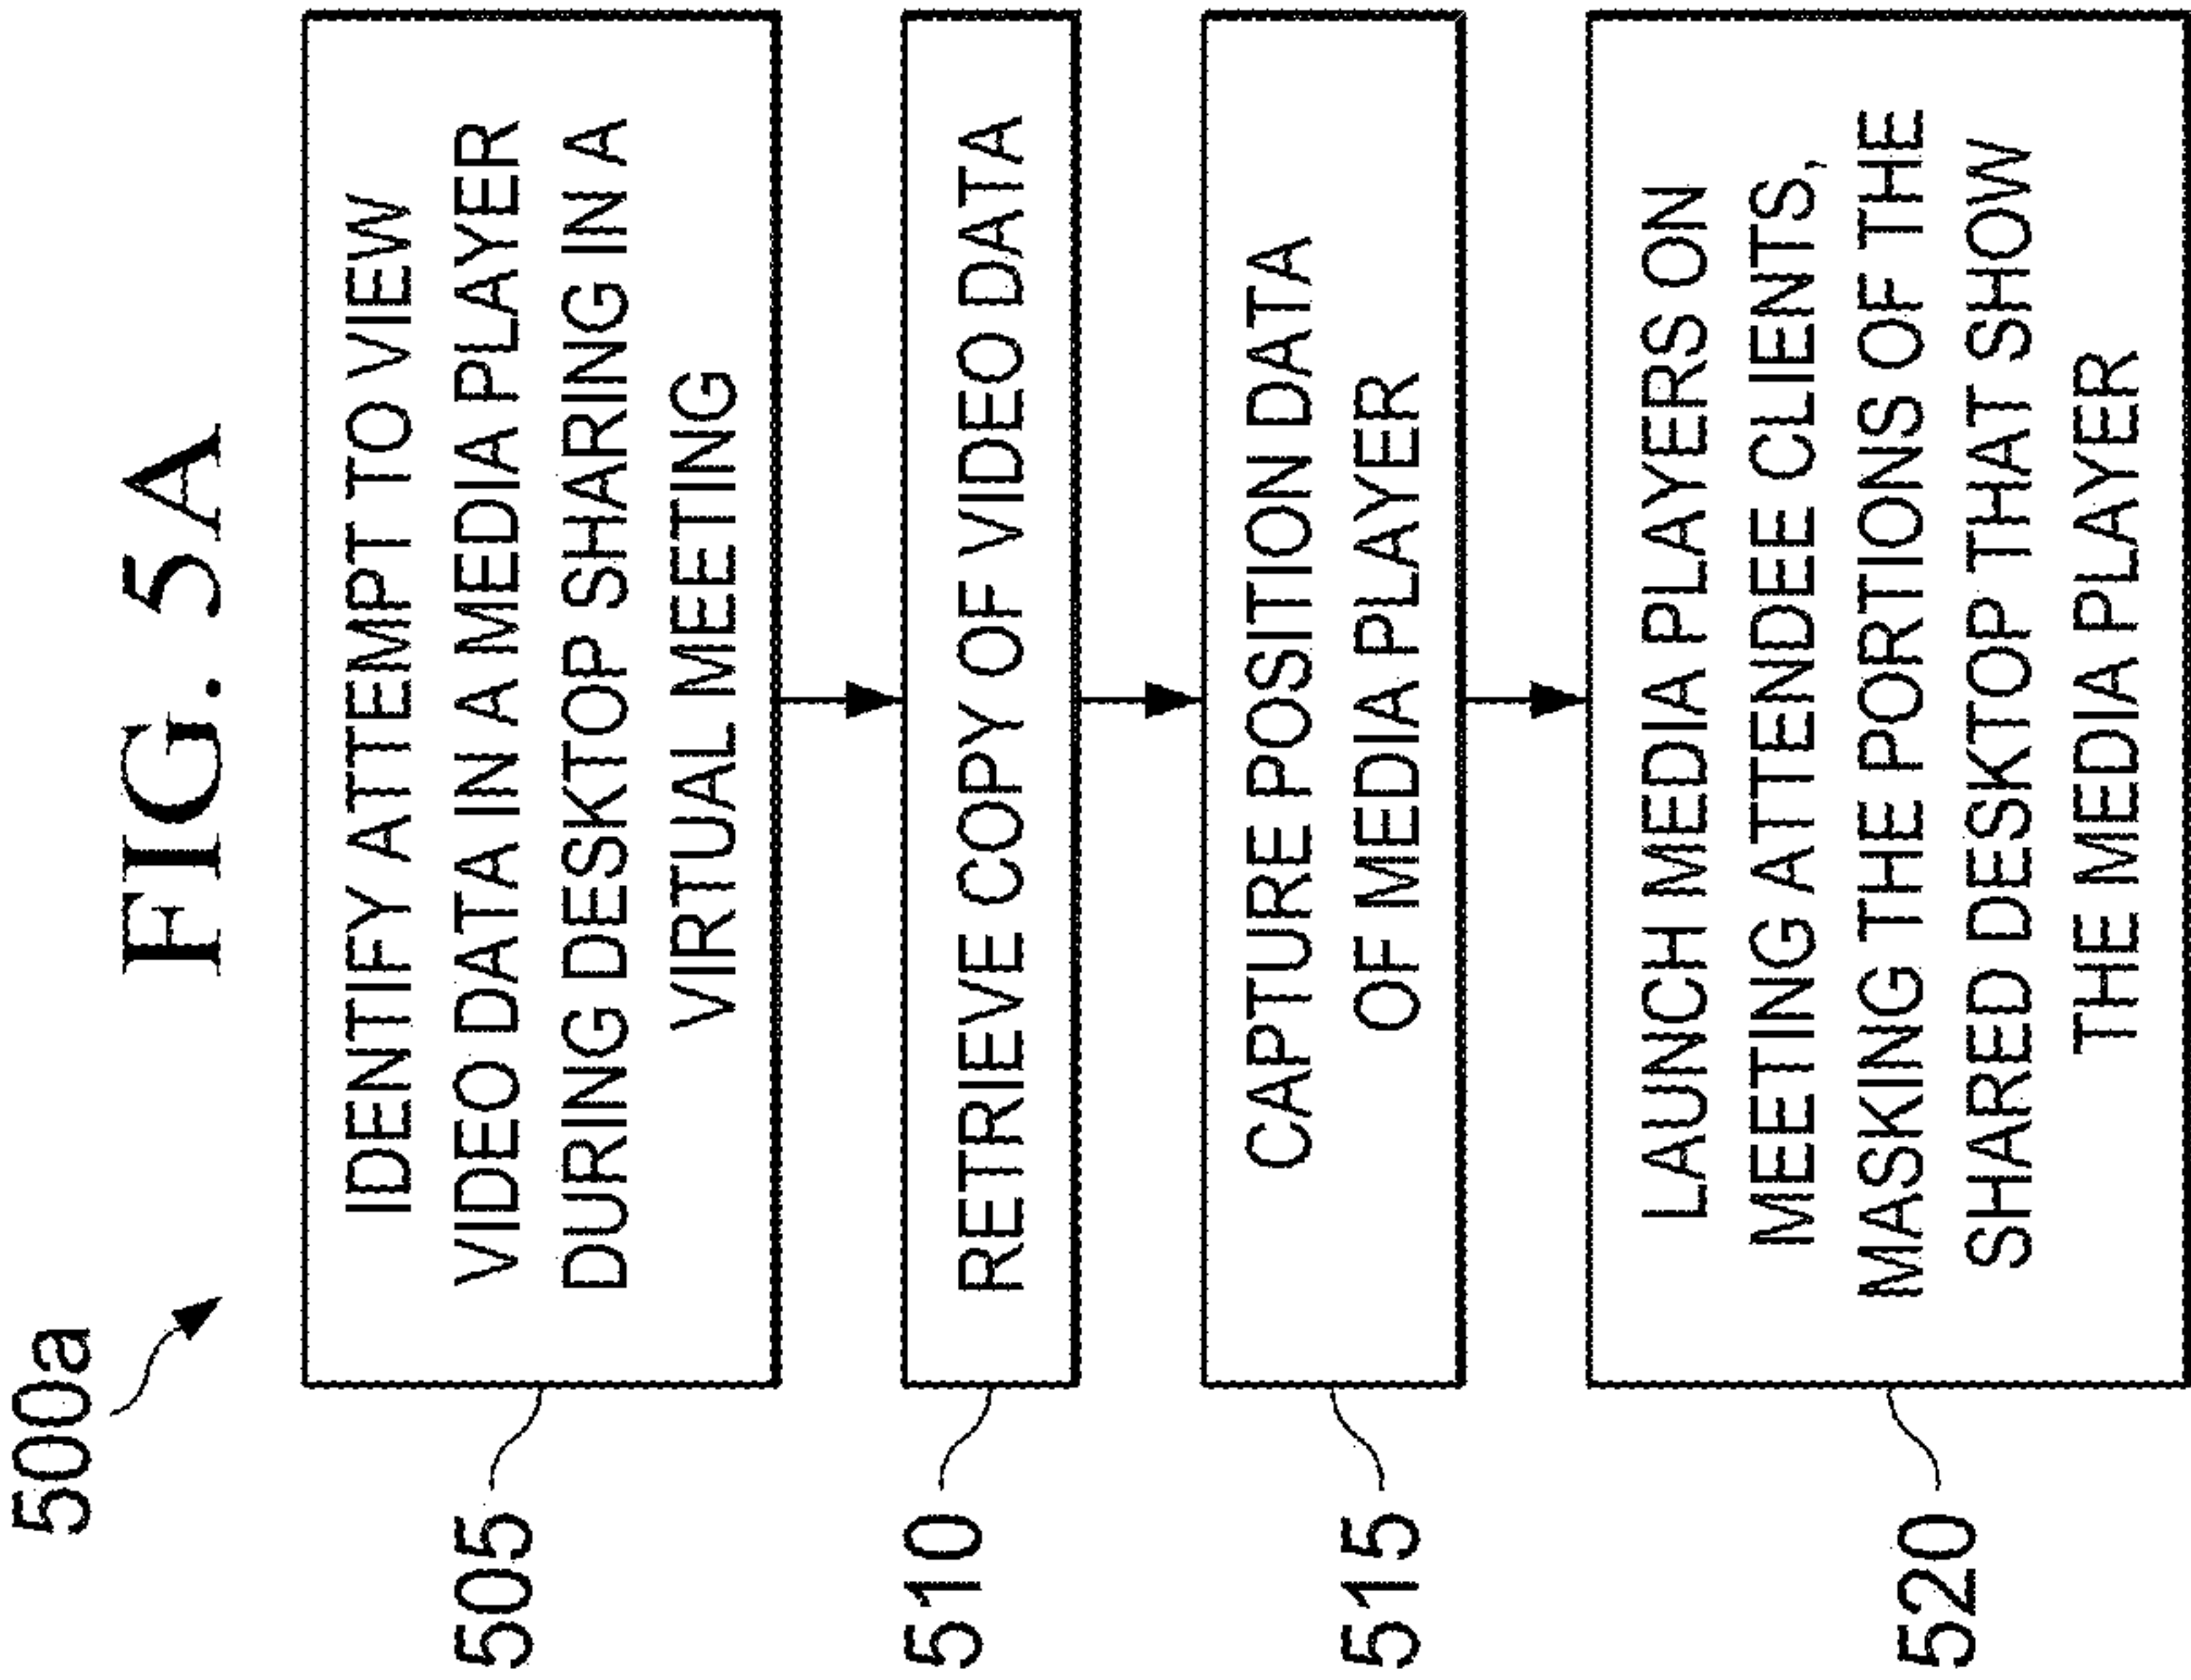 500a
FIG. 5A
505
IDENTIFY ATTEMPT TO VIEW
VIDEO DATA IN A MEDIA PLAYER
DURING DESKTOP SHARING IN A
VIRTUAL MEETING
510
RETRIEVE COPY OF VIDEO DATA
515
CAPTURE POSITION DATA
OF MEDIA PLAYER
520
LAUNCH MEDIA PLAYERS ON
MEETING ATTENDEE CLIENTS,
MASKING THE PORTIONS OF THE
SHARED DESKTOP THAT SHOW
THE MEDIA PLAYER